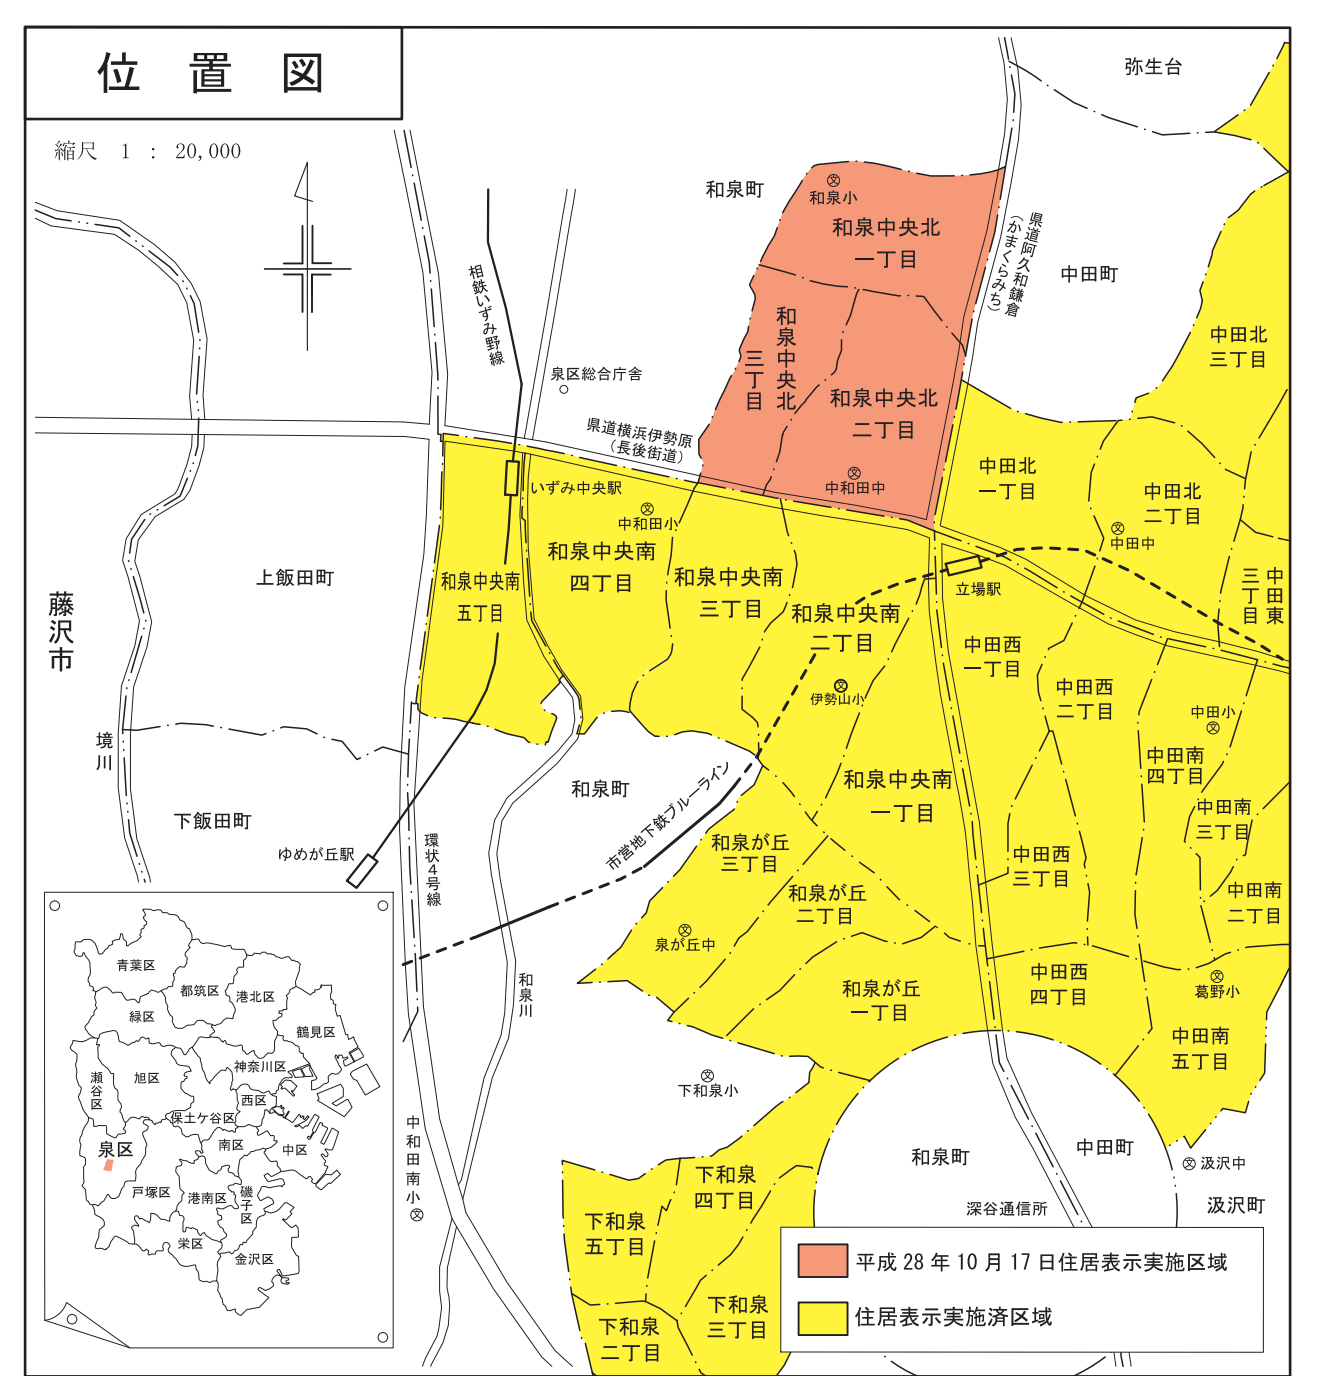 位置図
縮尺 1 : 20,000
弥生台
和泉町
文
和泉小
和泉中央北
一丁目
県道阿久和鎌倉
(かまくらみち)
中田町
相鉄いずみ野線
和泉中央北
三丁目
中田北
三丁目
泉区総合庁舎
和泉中央北
二丁目
県道横浜伊勢原
(長後街道)
文
中和田中
中田北
一丁目
中田北
二丁目
いずみ中央駅
文
中和田小
文
中田中
和泉中央南
四丁目
和泉中央南
三丁目
和泉中央南
五丁目
上飯田町
藤沢市
和泉中央南
二丁目
立場駅
中田東
三丁目
中田西
一丁目
文
伊勢山小
中田西
二丁目
中田小
文
境川
中田南
四丁目
和泉町
市営地下鉄ブルーライン
和泉中央南
一丁目
下飯田町
中田南
三丁目
ゆめが丘駅
環状4号線
和泉が丘
三丁目
中田西
三丁目
和泉が丘
二丁目
中田南
二丁目
文
泉が丘中
和泉川
和泉が丘
一丁目
中田西
四丁目
文
葛野小
中田南
五丁目
文
下和泉小
中和田南小
文
和泉町
中田町
文 汲沢中
汲沢町
深谷通信所
下和泉
四丁目
下和泉
五丁目
下和泉
三丁目
下和泉
二丁目
青葉区
都筑区
港北区
緑区
鶴見区
神奈川区
瀬谷区
旭区
西区
保土ケ谷区
南区
中区
泉区
戸塚区
港南区
磯子区
栄区
金沢区
平成28年10月17日住居表示実施区域
住居表示実施済区域